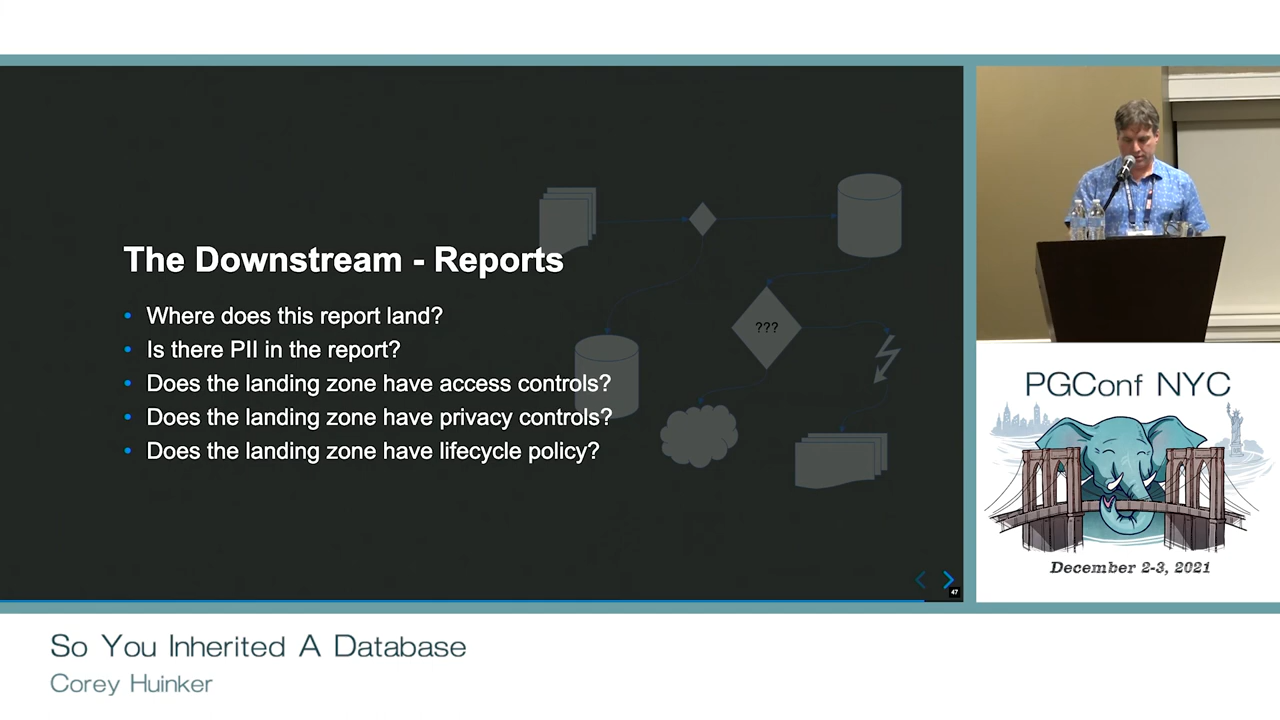 The Downstream - Reports
Where does this report land?
Is there PII in the report?
Does the landing zone have access controls?
Does the landing zone have privacy controls?
Does the landing zone have lifecycle policy?
???
47
PGConf NYC
December 2-3, 2021
So You Inherited A Database
Corey Huinker